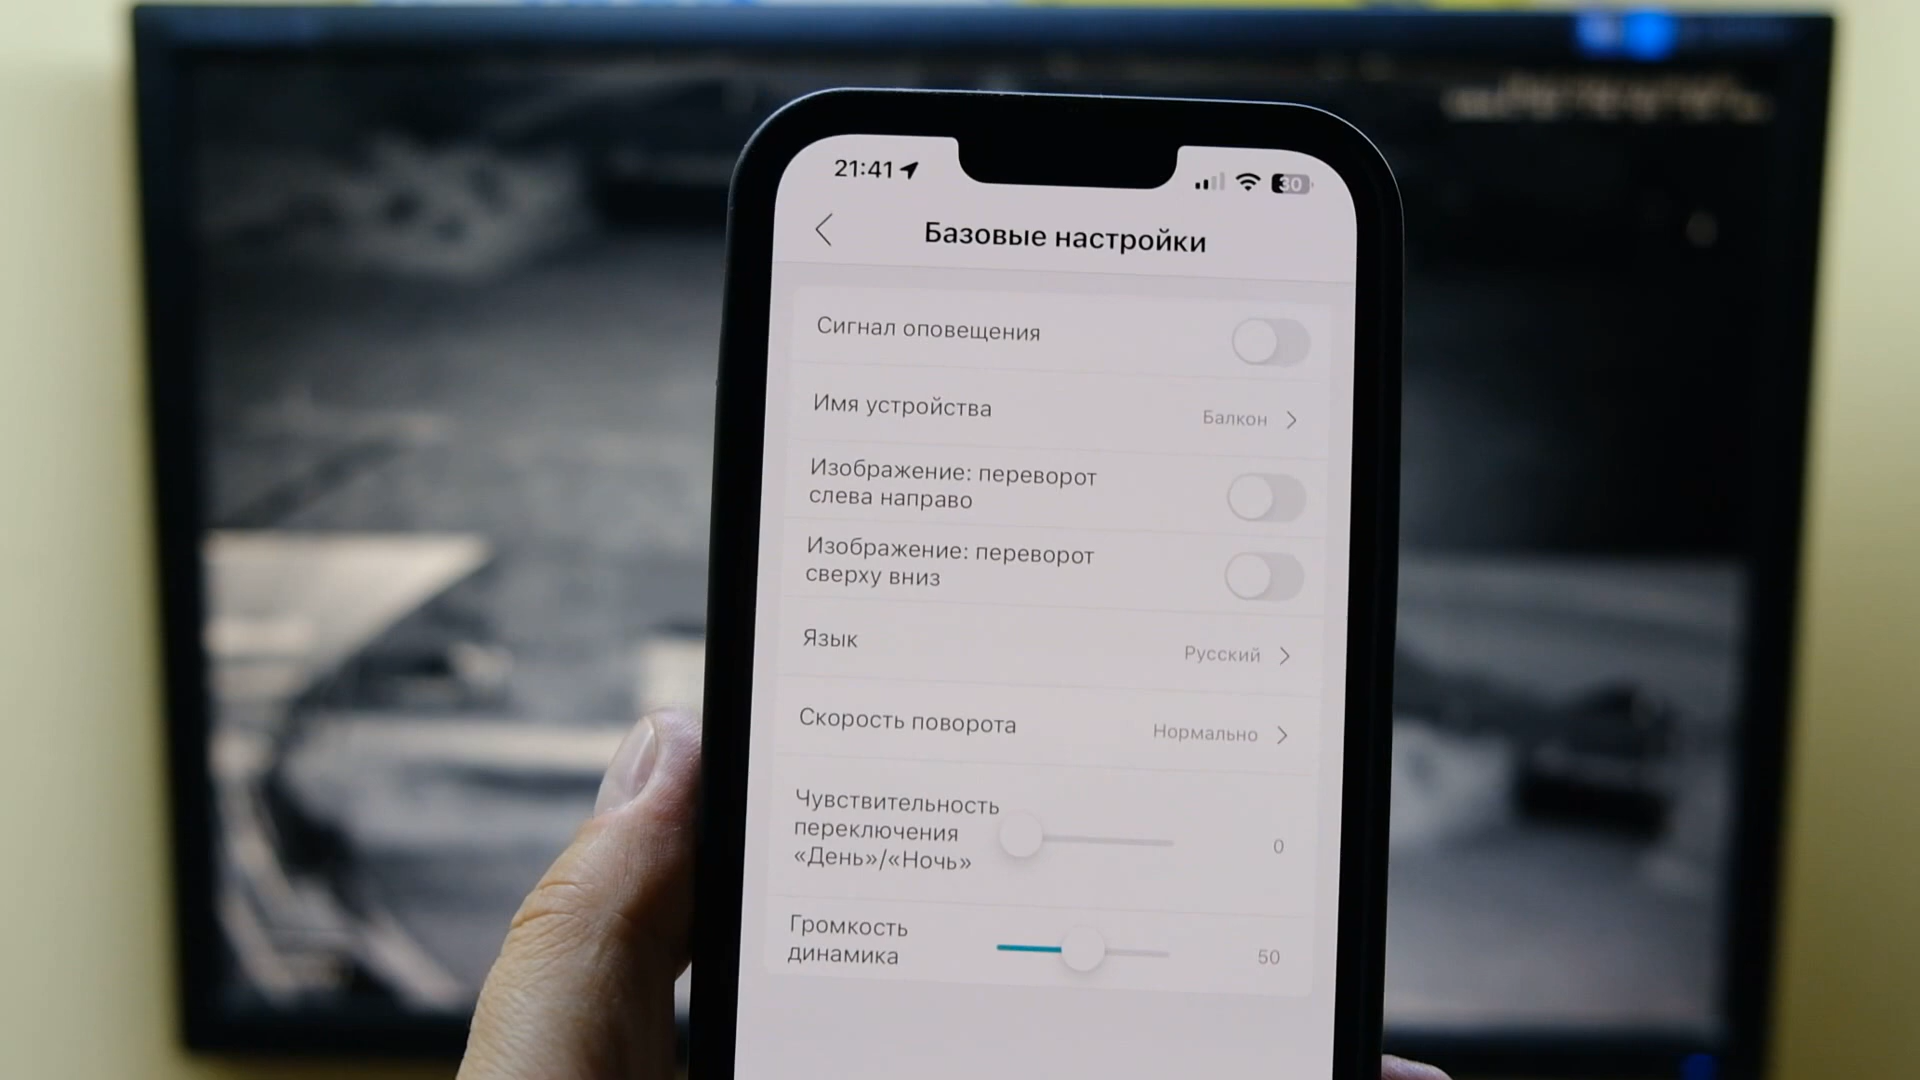 21:41
30
Базовые настройки
Сигнал оповещения
Имя устройства
Балкон
Изображение: переворот
слева направо
Изображение: переворот
сверху вниз
Язык
Русский
Скорость поворота
Нормально
Чувствительность
переключения
«День»/«Ночь»
0
Громкость
динамика
50